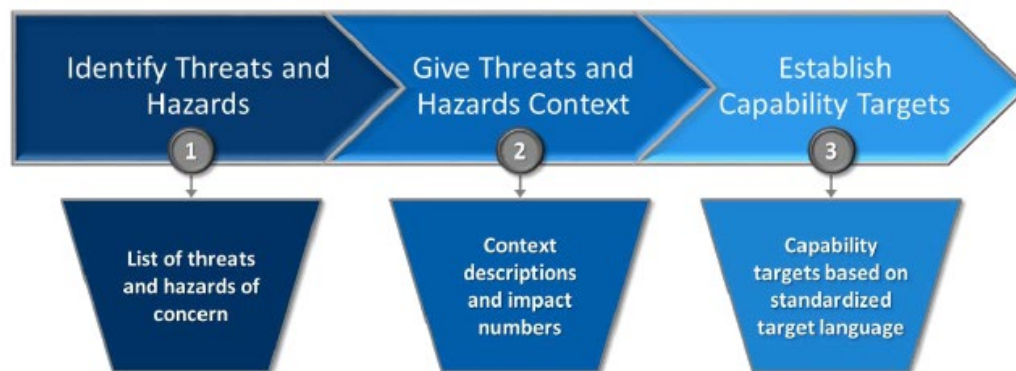 Identify Threats and
Hazards
Give Threats and
Hazards Context
Establish
Capability Targets
1
2
3
List of threats
and hazards of
concern
Context
descriptions
and impact
numbers
Capability
targets based on
standardized
target language